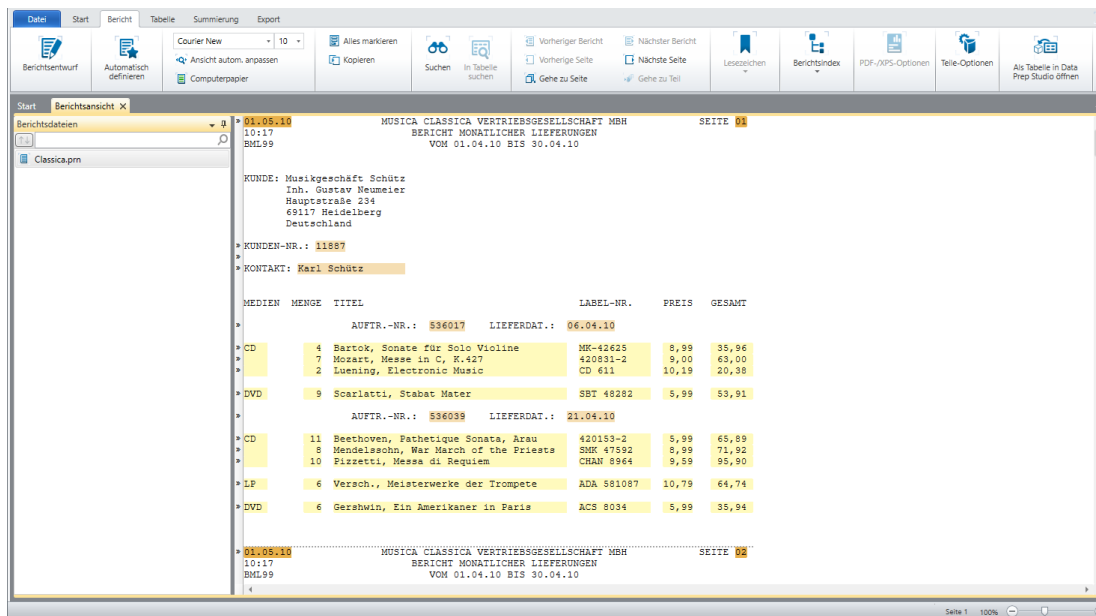 Datei Start Bericht Tabelle Summierung Export
Berichtsentwurf
Automatisch definieren
Courier New 10
Ansicht autom. anpassen
Computerpapier
Alles markieren
Kopieren
Suchen
In Tabelle suchen
Vorheriger Bericht
Vorherige Seite
Gehe zu Seite
Nächster Bericht
Nächste Seite
Gehe zu Teil
Lesezeichen
Berichtsindex
PDF-/XPS-Optionen
Teile-Optionen
Als Tabelle in Data Prep Studio öffnen
Start Berichtsansicht X
Berichtsdateien
Classica.prn
01.05.10 MUSICA CLASSICA VERTRIEBSGESELLSCHAFT MBH SEITE 01
10:17 BERICHT MONATLICHER LIEFERUNGEN
BML99 VOM 01.04.10 BIS 30.04.10
KUNDE: Musikgeschäft Schütz
Inh. Gustav Neumeier
Hauptstraße 234
69117 Heidelberg
Deutschland
KUNDEN-NR.: 11887
KONTAKT: Karl Schütz
MEDIEN MENGE TITEL LABEL-NR. PREIS GESAMT
AUFTR.-NR.: 536017 LIEFERDAT.: 06.04.10
CD 4 Bartok, Sonate für Solo Violine MK-42625 8,99 35,96
7 Mozart, Messe in C, K.427 420831-2 9,00 63,00
2 Luening, Electronic Music CD 611 10,19 20,38
DVD 9 Scarlatti, Stabat Mater SBT 48282 5,99 53,91
AUFTR.-NR.: 536039 LIEFERDAT.: 21.04.10
CD 11 Beethoven, Pathetique Sonata, Arau 420153-2 5,99 65,89
8 Mendelssohn, War March of the Priests SMK 47592 8,99 71,92
10 Pizzetti, Messa di Requiem CHAN 8964 9,59 95,90
LP 6 Versch., Meisterwerke der Trompete ADA 581087 10,79 64,74
DVD 6 Gershwin, Ein Amerikaner in Paris ACS 8034 5,99 35,94
01.05.10 MUSICA CLASSICA VERTRIEBSGESELLSCHAFT MBH SEITE 02
10:17 BERICHT MONATLICHER LIEFERUNGEN
BML99 VOM 01.04.10 BIS 30.04.10
Seite 1 100%